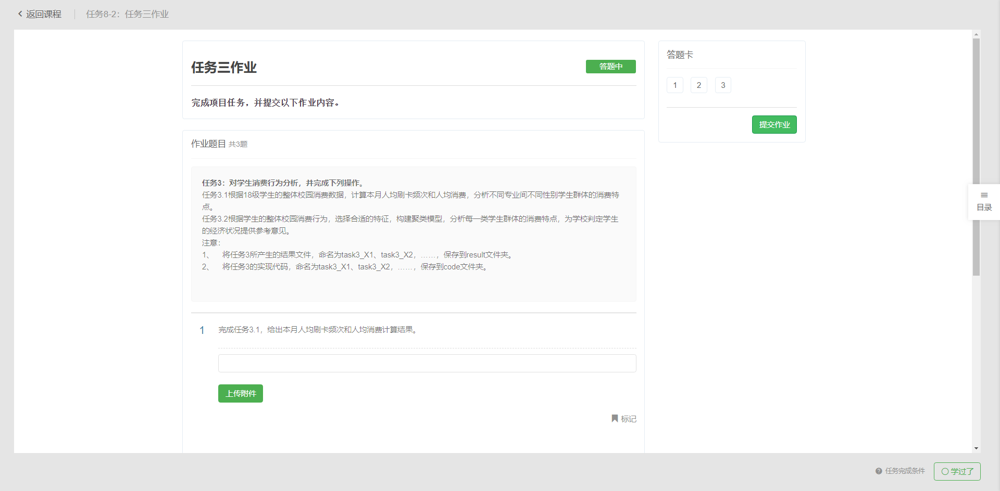 返回课程
任务8-2：任务三作业
任务三作业
答题中
完成项目任务，并提交以下作业内容。
作业题目 共3题
任务3：对学生消费行为分析，并完成下列操作。
任务3.1根据18级学生的整体校园消费数据，计算本月人均刷卡频次和人均消费，分析不同专业间不同性别学生群体的消费特
点。
任务3.2根据学生的整体校园消费行为，选择合适的特征，构建聚类模型，分析每一类学生群体的消费特点，为学校判定学生
的经济状况提供参考意见。
注意：
1、 将任务3所产生的结果文件，命名为task3_X1、task3_X2，……，保存到result文件夹。
2、 将任务3的实现代码，命名为task3_X1、task3_X2，……，保存到code文件夹。
1 完成任务3.1，给出本月人均刷卡频次和人均消费计算结果。
上传附件
标记
答题卡
1 2 3
提交作业
目录
任务完成条件
学过了